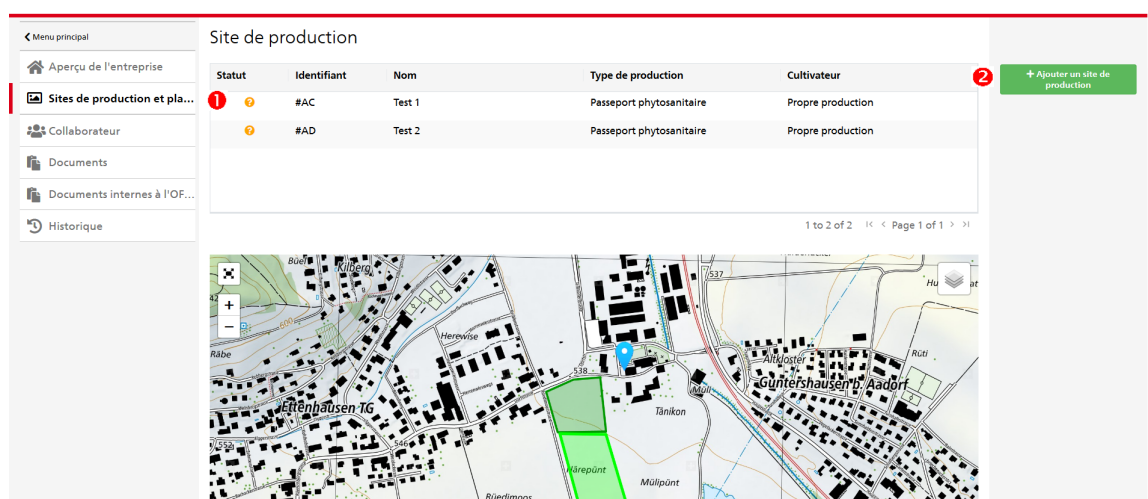 Menu principal
Aperçu de l'entreprise
Sites de production et pla...
Collaborateur
Documents
Documents internes à l'OF...
Historique
Site de production
Statut Identifiant Nom Type de production Cultivateur
1 ? #AC Test 1 Passeport phytosanitaire Propre production
? #AD Test 2 Passeport phytosanitaire Propre production
1 to 2 of 2 Page 1 of 1
2
+ Ajouter un site de
production
Büel
Kilberg
537
+
−
600
Herewise
Räbe
538
Altkloster
Rüti
Guntershausen b. Aadorf
Müli
Ettenhausen TG
Tänikon
546
552
Härepünt
Mülipünt
Rüedimoos